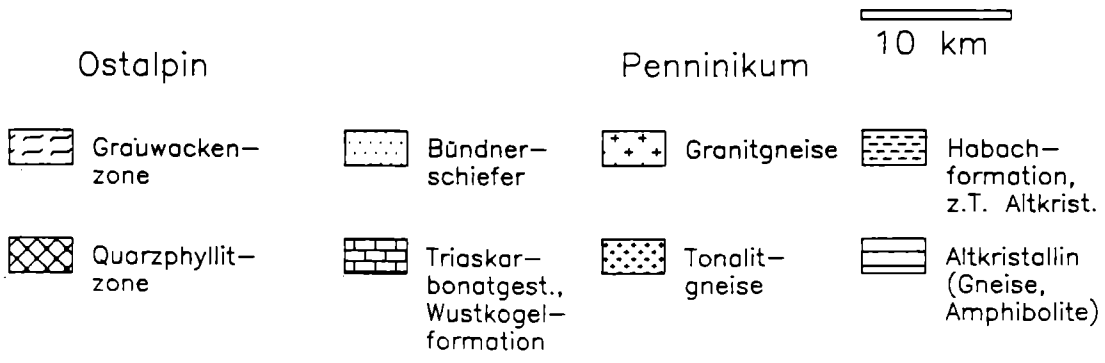 10 km
Ostalpin
Penninikum
Grauwacken–
zone
Bündner–
schiefer
Granitgneise
Habach–
formation,
z.T. Altkrist.
Quarzphyllit–
zone
Triaskar–
bonatgest.,
Wustkogel–
formation
Tonalit–
gneise
Altkristallin
(Gneise,
Amphibolite)